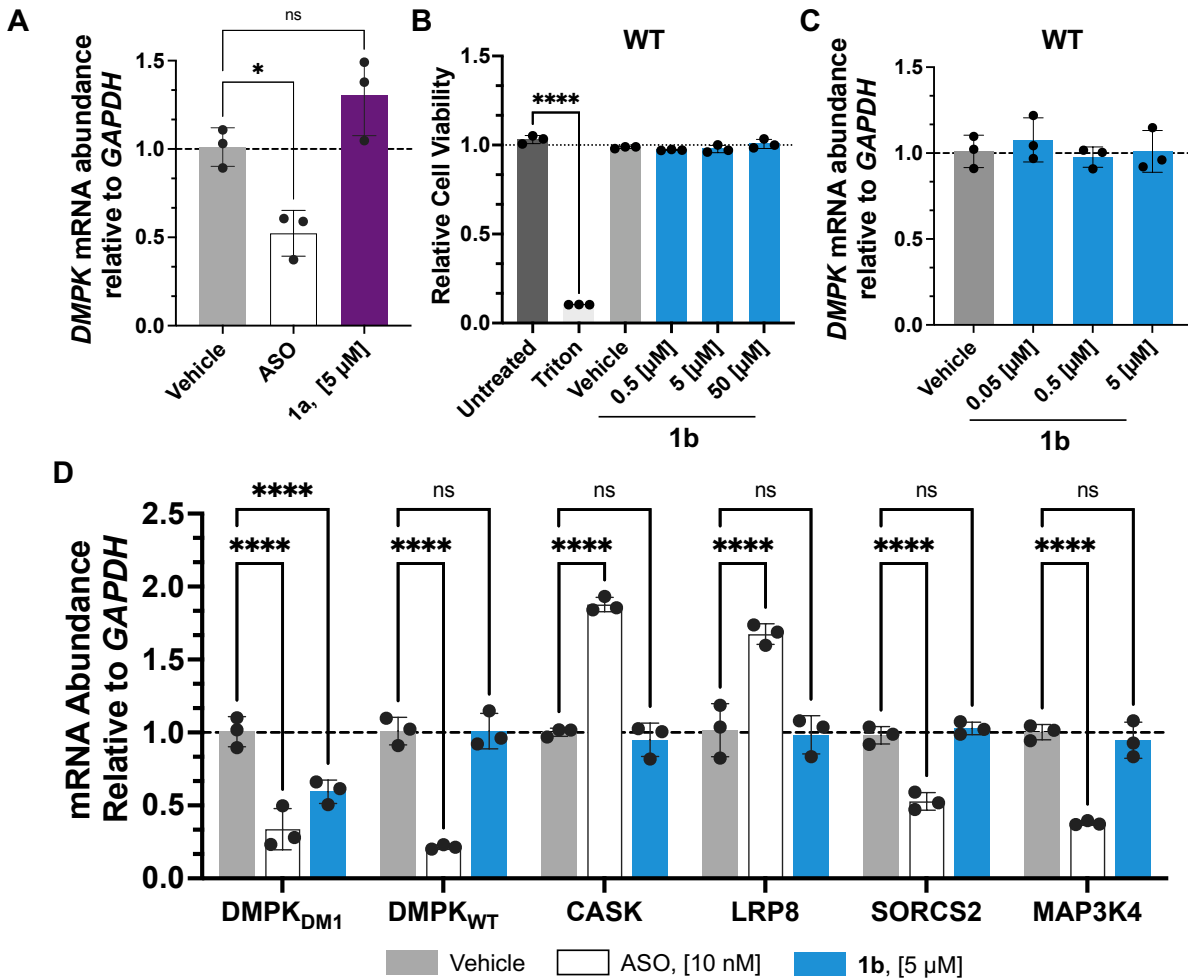 A
ns
*
1.5
1.0
0.5
0.0
DMPK mRNA abundance
relative to GAPDH
Vehicle
ASO
1a, [5 µM]
B
WT
****
1.5
1.0
0.5
0.0
Relative Cell Viability
Untreated
Triton
Vehicle
0.5 [µM]
5 [µM]
50 [µM]
1b
C
WT
1.5
1.0
0.5
0.0
DMPK mRNA abundance
relative to GAPDH
Vehicle
0.05 [µM]
0.5 [µM]
5 [µM]
1b
D
**** ns ns ns ns ns
**** **** **** **** **** ****
2.5
2.0
1.5
1.0
0.5
0.0
mRNA Abundance
Relative to GAPDH
DMPKDM1 DMPKWT CASK LRP8 SORCS2 MAP3K4
Vehicle ASO, [10 nM] 1b, [5 µM]